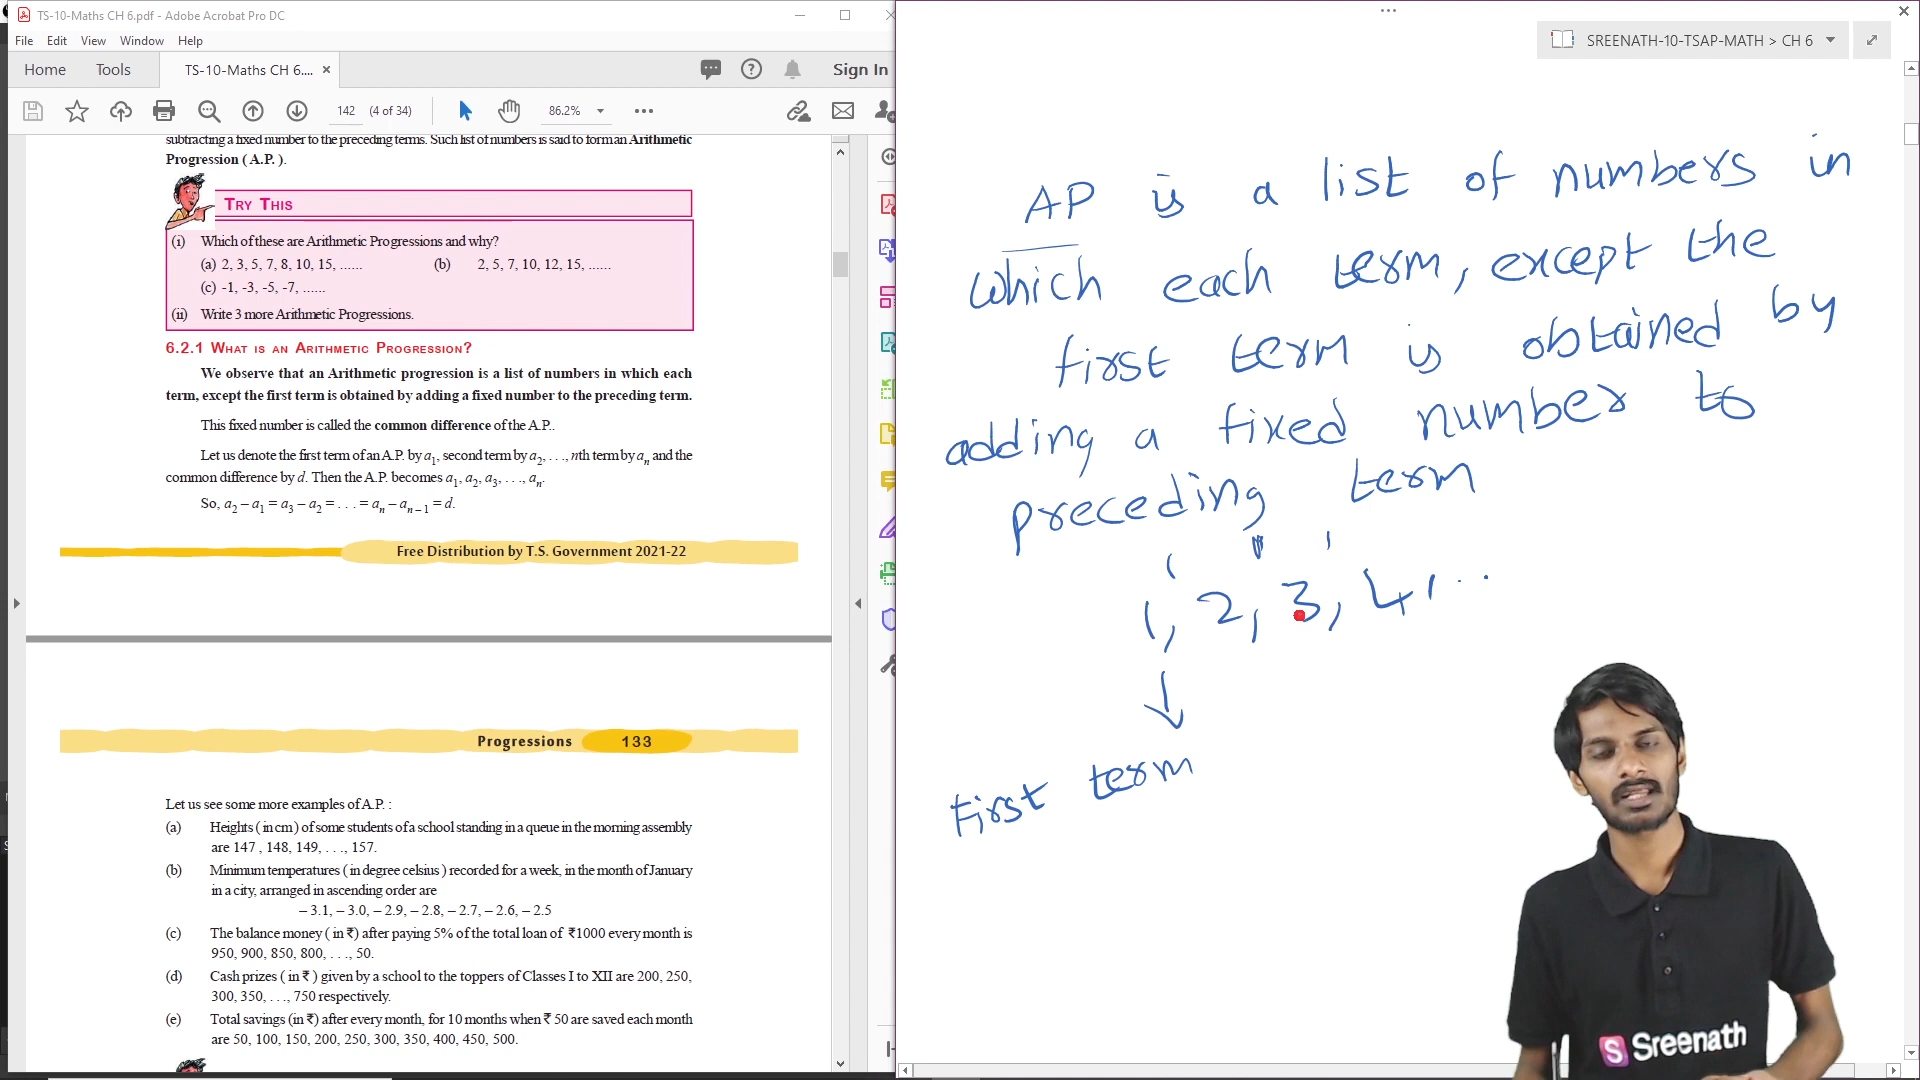 TS-10-Maths CH 6.pdf - Adobe Acrobat Pro DC
File Edit View Window Help
Home Tools TS-10-Maths CH 6.... × Sign In
142 (4 of 34) 86.2%
subtracting a fixed number to the preceding terms. Such list of numbers is said to form an Arithmetic
Progression ( A.P. ).
TRY THIS
(i) Which of these are Arithmetic Progressions and why?
(a) 2, 3, 5, 7, 8, 10, 15, ...... (b) 2, 5, 7, 10, 12, 15, ......
(c) -1, -3, -5, -7, ......
(ii) Write 3 more Arithmetic Progressions.
6.2.1 WHAT IS AN ARITHMETIC PROGRESSION?
We observe that an Arithmetic progression is a list of numbers in which each
term, except the first term is obtained by adding a fixed number to the preceding term.
This fixed number is called the common difference of the A.P..
Let us denote the first term of an A.P. by a₁, second term by a₂, . . ., nth term by aₙ and the
common difference by d. Then the A.P. becomes a₁, a₂, a₃, . . ., aₙ.
So, a₂ – a₁ = a₃ – a₂ = . . . = aₙ – aₙ₋₁ = d.
Free Distribution by T.S. Government 2021-22
Progressions 133
Let us see some more examples of A.P. :
(a) Heights ( in cm ) of some students of a school standing in a queue in the morning assembly
are 147 , 148, 149, . . ., 157.
(b) Minimum temperatures ( in degree celsius ) recorded for a week, in the month of January
in a city, arranged in ascending order are
– 3.1, – 3.0, – 2.9, – 2.8, – 2.7, – 2.6, – 2.5
(c) The balance money ( in ₹) after paying 5% of the total loan of ₹1000 every month is
950, 900, 850, 800, . . ., 50.
(d) Cash prizes ( in ₹ ) given by a school to the toppers of Classes I to XII are 200, 250,
300, 350, . . ., 750 respectively.
(e) Total savings (in ₹) after every month, for 10 months when ₹ 50 are saved each month
are 50, 100, 150, 200, 250, 300, 350, 400, 450, 500.
SREENATH-10-TSAP-MATH > CH 6
AP is a list of numbers in
which each term, except the
first term is obtained by
adding a fixed number to
preceding term
1, 2, 3, 4, ...
First term
S Sreenath